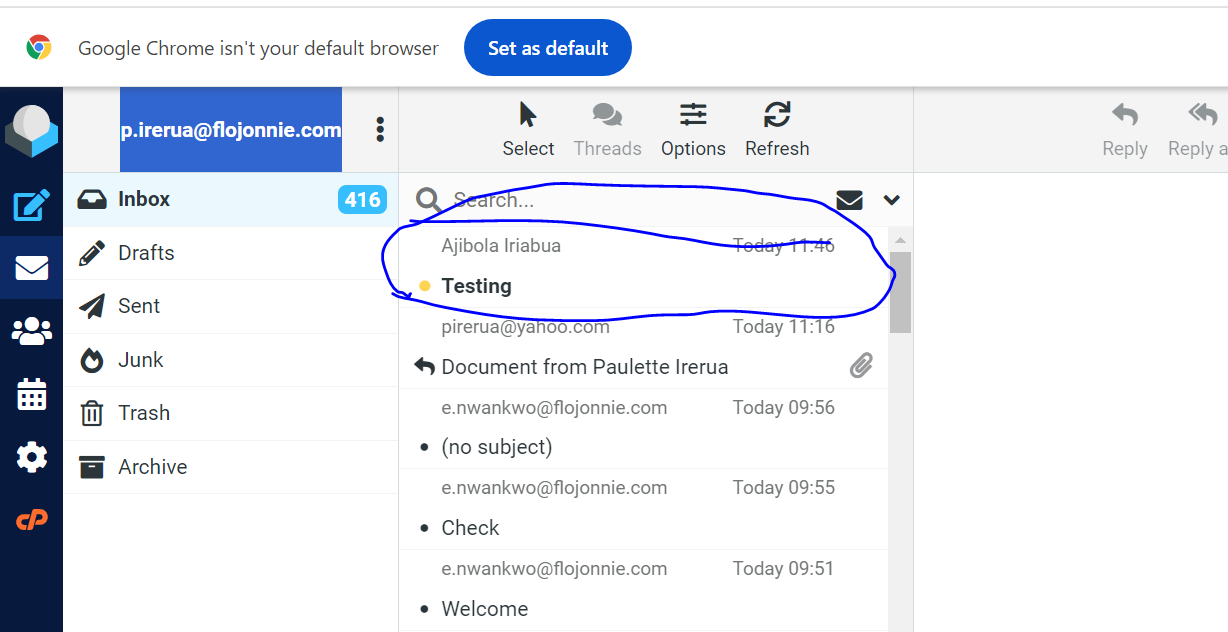 Google Chrome isn't your default browser Set as default
p.irerua@flojonnie.com
Select Threads Options Refresh
Reply Reply a
Inbox 416
Drafts
Sent
Junk
Trash
Archive
Search...
Ajibola Iriabua Today 11:46
Testing
pirerua@yahoo.com Today 11:16
Document from Paulette Irerua
e.nwankwo@flojonnie.com Today 09:56
(no subject)
e.nwankwo@flojonnie.com Today 09:55
Check
e.nwankwo@flojonnie.com Today 09:51
Welcome
cP